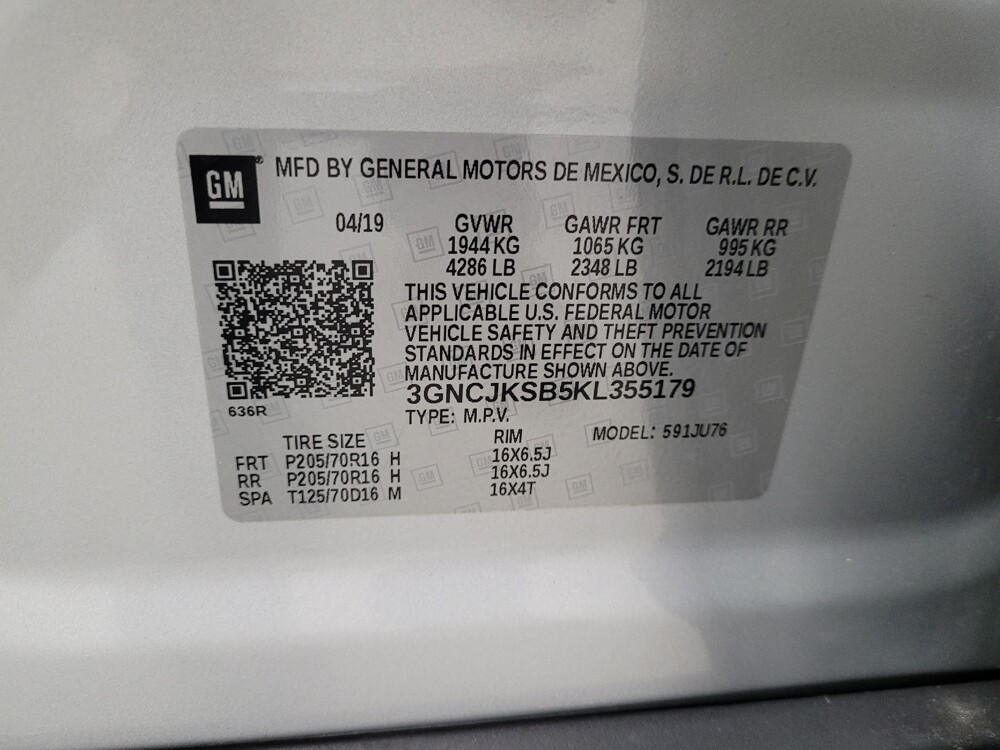 GM® MFD BY GENERAL MOTORS DE MEXICO, S. DE R.L. DE C.V.
04/19 GVWR GAWR FRT GAWR RR
1944 KG 1065 KG 995 KG
4286 LB 2348 LB 2194 LB
THIS VEHICLE CONFORMS TO ALL
APPLICABLE U.S. FEDERAL MOTOR
VEHICLE SAFETY AND THEFT PREVENTION
STANDARDS IN EFFECT ON THE DATE OF
MANUFACTURE SHOWN ABOVE.
3GNCJKSB5KL355179
636R
TYPE: M.P.V.
TIRE SIZE RIM MODEL: 591JU76
FRT P205/70R16 H 16X6.5J
RR P205/70R16 H 16X6.5J
SPA T125/70D16 M 16X4T